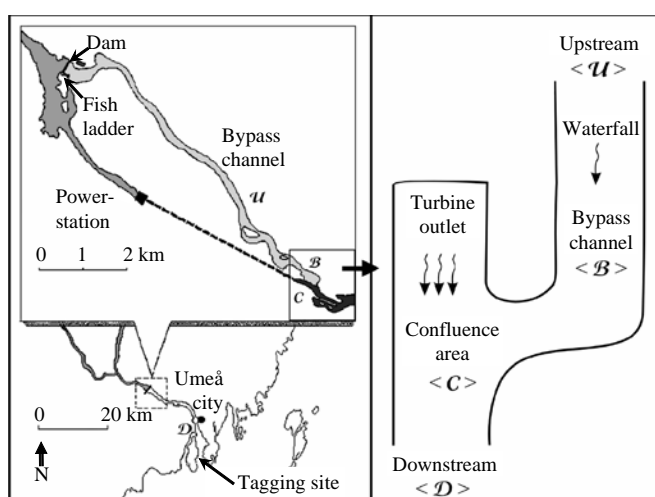 Dam
Fish
ladder
Bypass
channel
𝒰
Power-
station
0 1 2 km
ℬ
C
Umeå
city
0 20 km
𝒟
N
Tagging site
Upstream
<𝒰>
Waterfall
Turbine
outlet
Bypass
channel
<ℬ>
Confluence
area
<C>
Downstream
<𝒟>